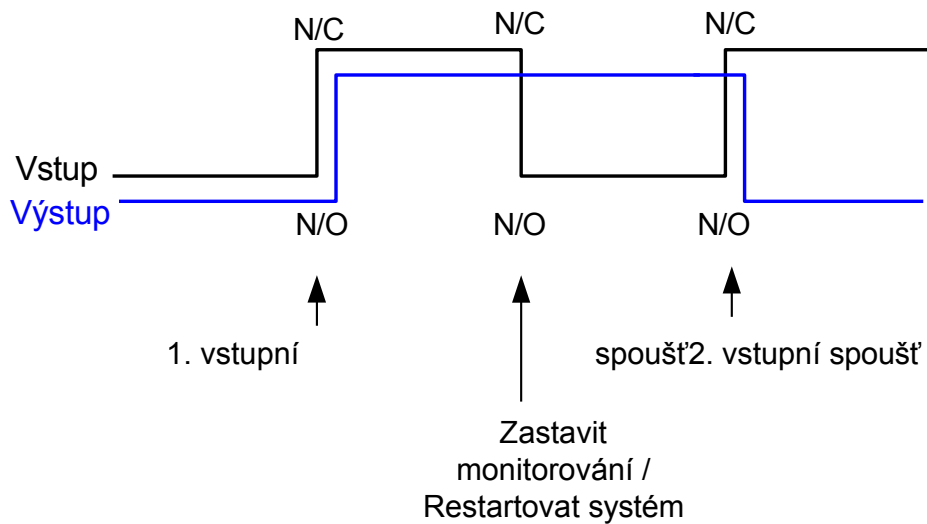 N/C N/C N/C
Vstup
Výstup
N/O N/O N/O
1. vstupní spoušť2. vstupní spoušť
Zastavit
monitorování /
Restartovat systém